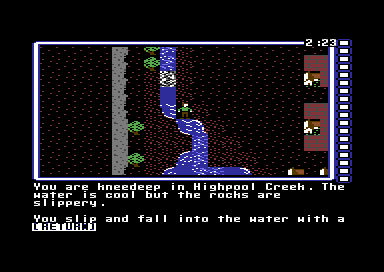 2:23
You are kneedeep in Highpool Creek. The
water is cool but the rocks are
slippery.
You slip and fall into the water with a
[RETURN]